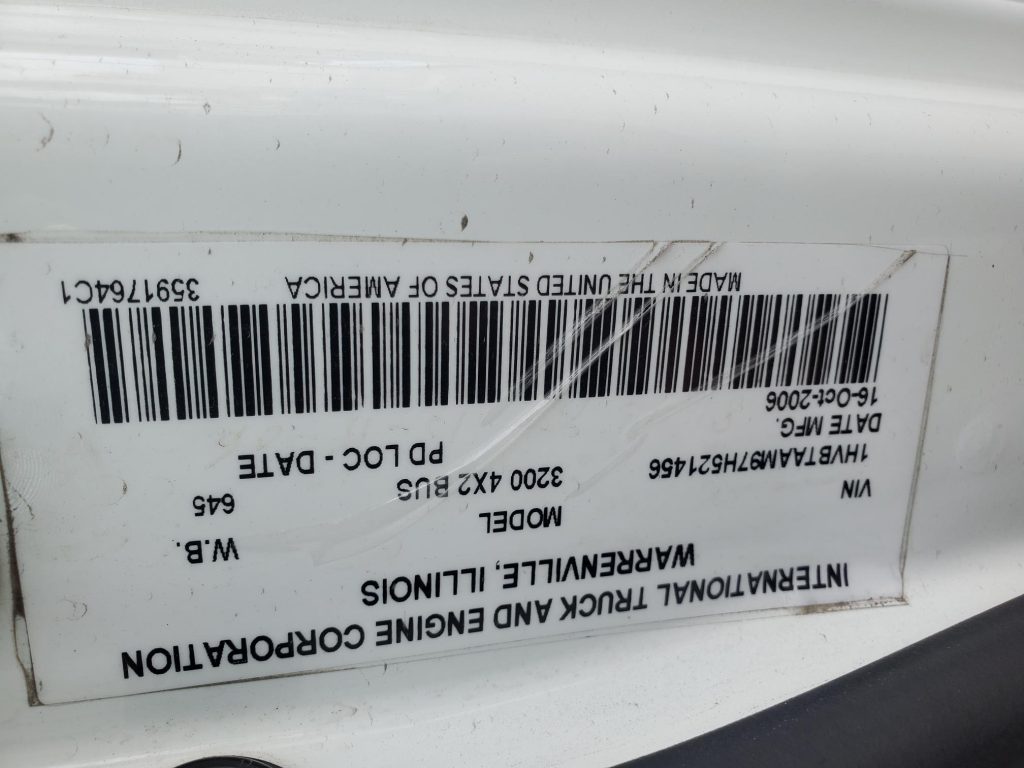 INTERNATIONAL TRUCK AND ENGINE CORPORATION
WARRENVILLE, ILLINOIS
VIN MODEL W.B.
1HVBTAAM97H521456 3200 4X2 BUS 645
DATE MFG. PD LOC - DATE
16-Oct-2006
MADE IN THE UNITED STATES OF AMERICA 3591764C1